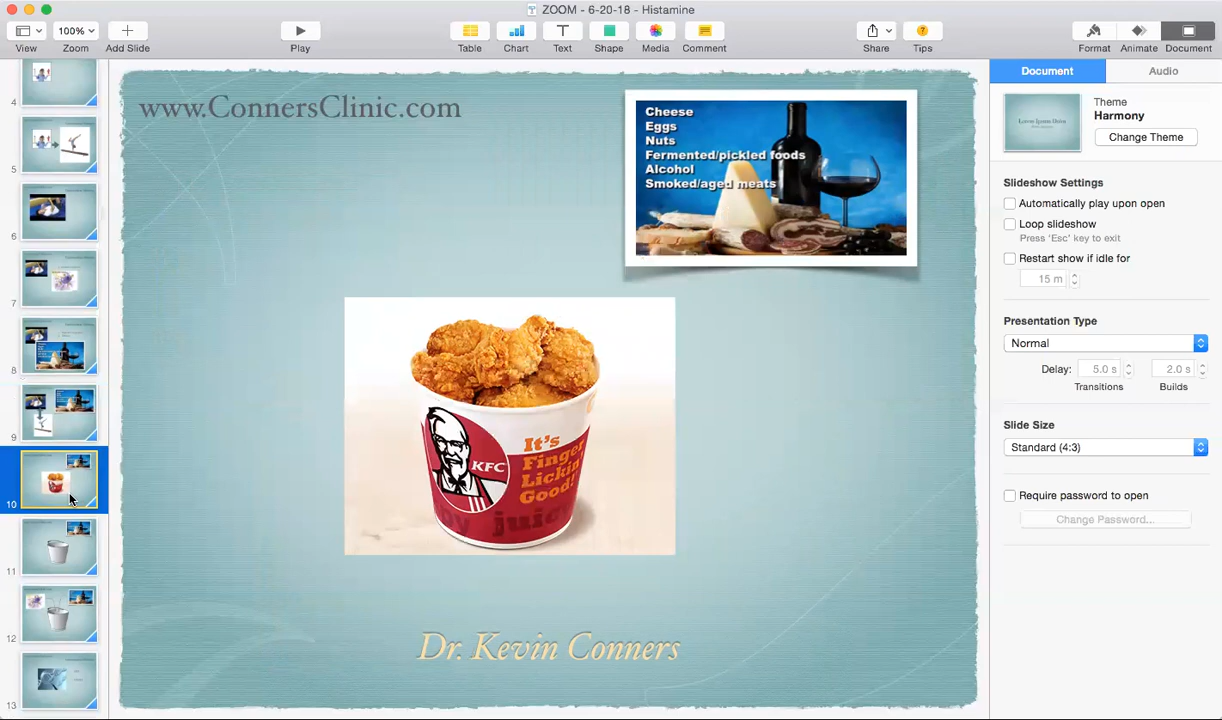 ZOOM - 6-20-18 - Histamine
100%
View
Zoom
Add Slide
Play
Table
Chart
Text
Shape
Media
Comment
Share
Tips
Format
Animate
Document
4
5
6
7
8
9
10
11
12
13
www.ConnersClinic.com
Cheese
Eggs
Nuts
Fermented/pickled foods
Alcohol
Smoked/aged meats
KFC
It's
Finger
Lickin'
Good!
juicy
Dr. Kevin Conners
Document
Audio
Theme
Harmony
Change Theme
Slideshow Settings
Automatically play upon open
Loop slideshow
Press 'Esc' key to exit
Restart show if idle for
15 m
Presentation Type
Normal
Delay: 5.0 s 2.0 s
Transitions Builds
Slide Size
Standard (4:3)
Require password to open
Change Password...